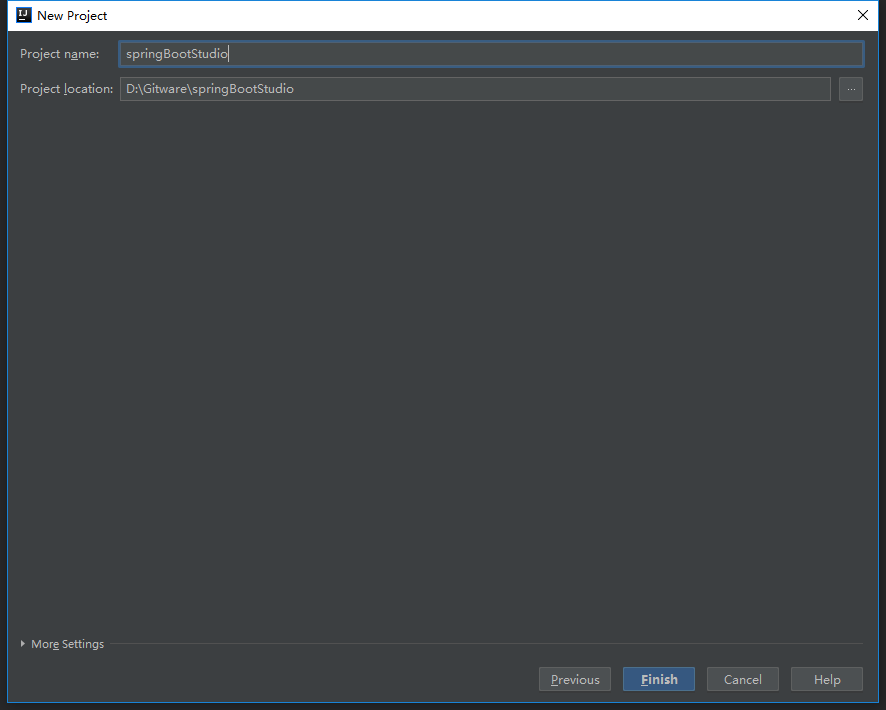 IJ New Project
Project name: springBootStudio
Project location: D:\Gitware\springBootStudio ...
More Settings
Previous Finish Cancel Help